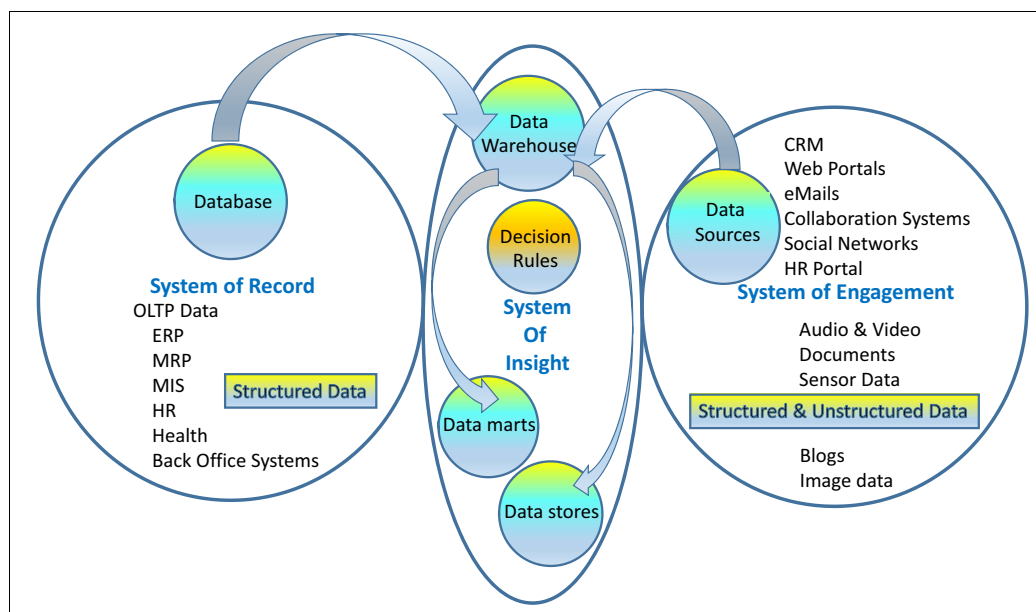 Database
System of Record
OLTP Data
ERP
MRP
MIS
HR
Health
Back Office Systems
Structured Data
Data
Warehouse
Decision
Rules
System
Of
Insight
Data marts
Data stores
Data
Sources
CRM
Web Portals
eMails
Collaboration Systems
Social Networks
HR Portal
System of Engagement
Audio & Video
Documents
Sensor Data
Structured & Unstructured Data
Blogs
Image data